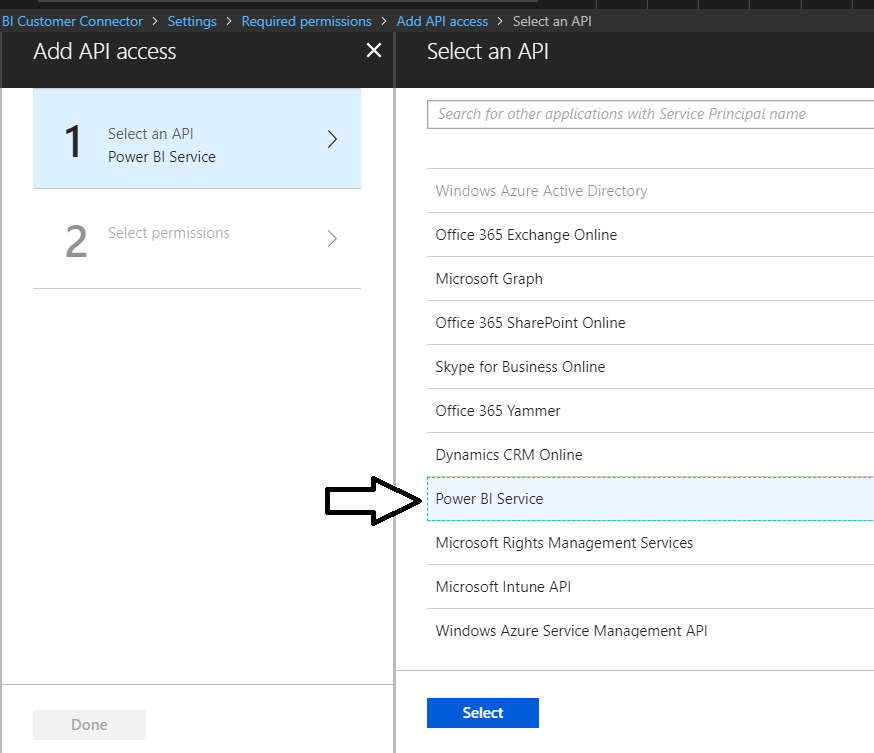 BI Customer Connector > Settings > Required permissions > Add API access > Select an API
Add API access
1
Select an API
Power BI Service
2
Select permissions
Done
Select an API
Search for other applications with Service Principal name
Windows Azure Active Directory
Office 365 Exchange Online
Microsoft Graph
Office 365 SharePoint Online
Skype for Business Online
Office 365 Yammer
Dynamics CRM Online
Power BI Service
Microsoft Rights Management Services
Microsoft Intune API
Windows Azure Service Management API
Select